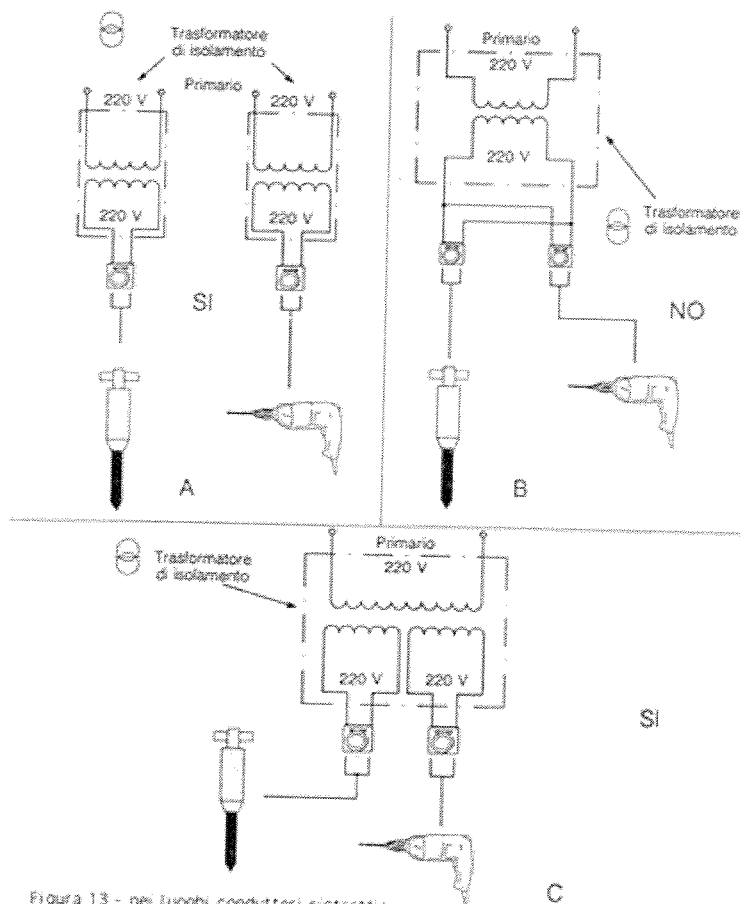 Trasformatore
di isolamento
Primario
220 V
220 V
220 V
220 V
SI
A
Primario
220 V
220 V
Trasformatore
di isolamento
NO
B
Trasformatore
di isolamento
Primario
220 V
220 V
220 V
SI
C
Figura 13 - nei luoghi conduttori ristretti